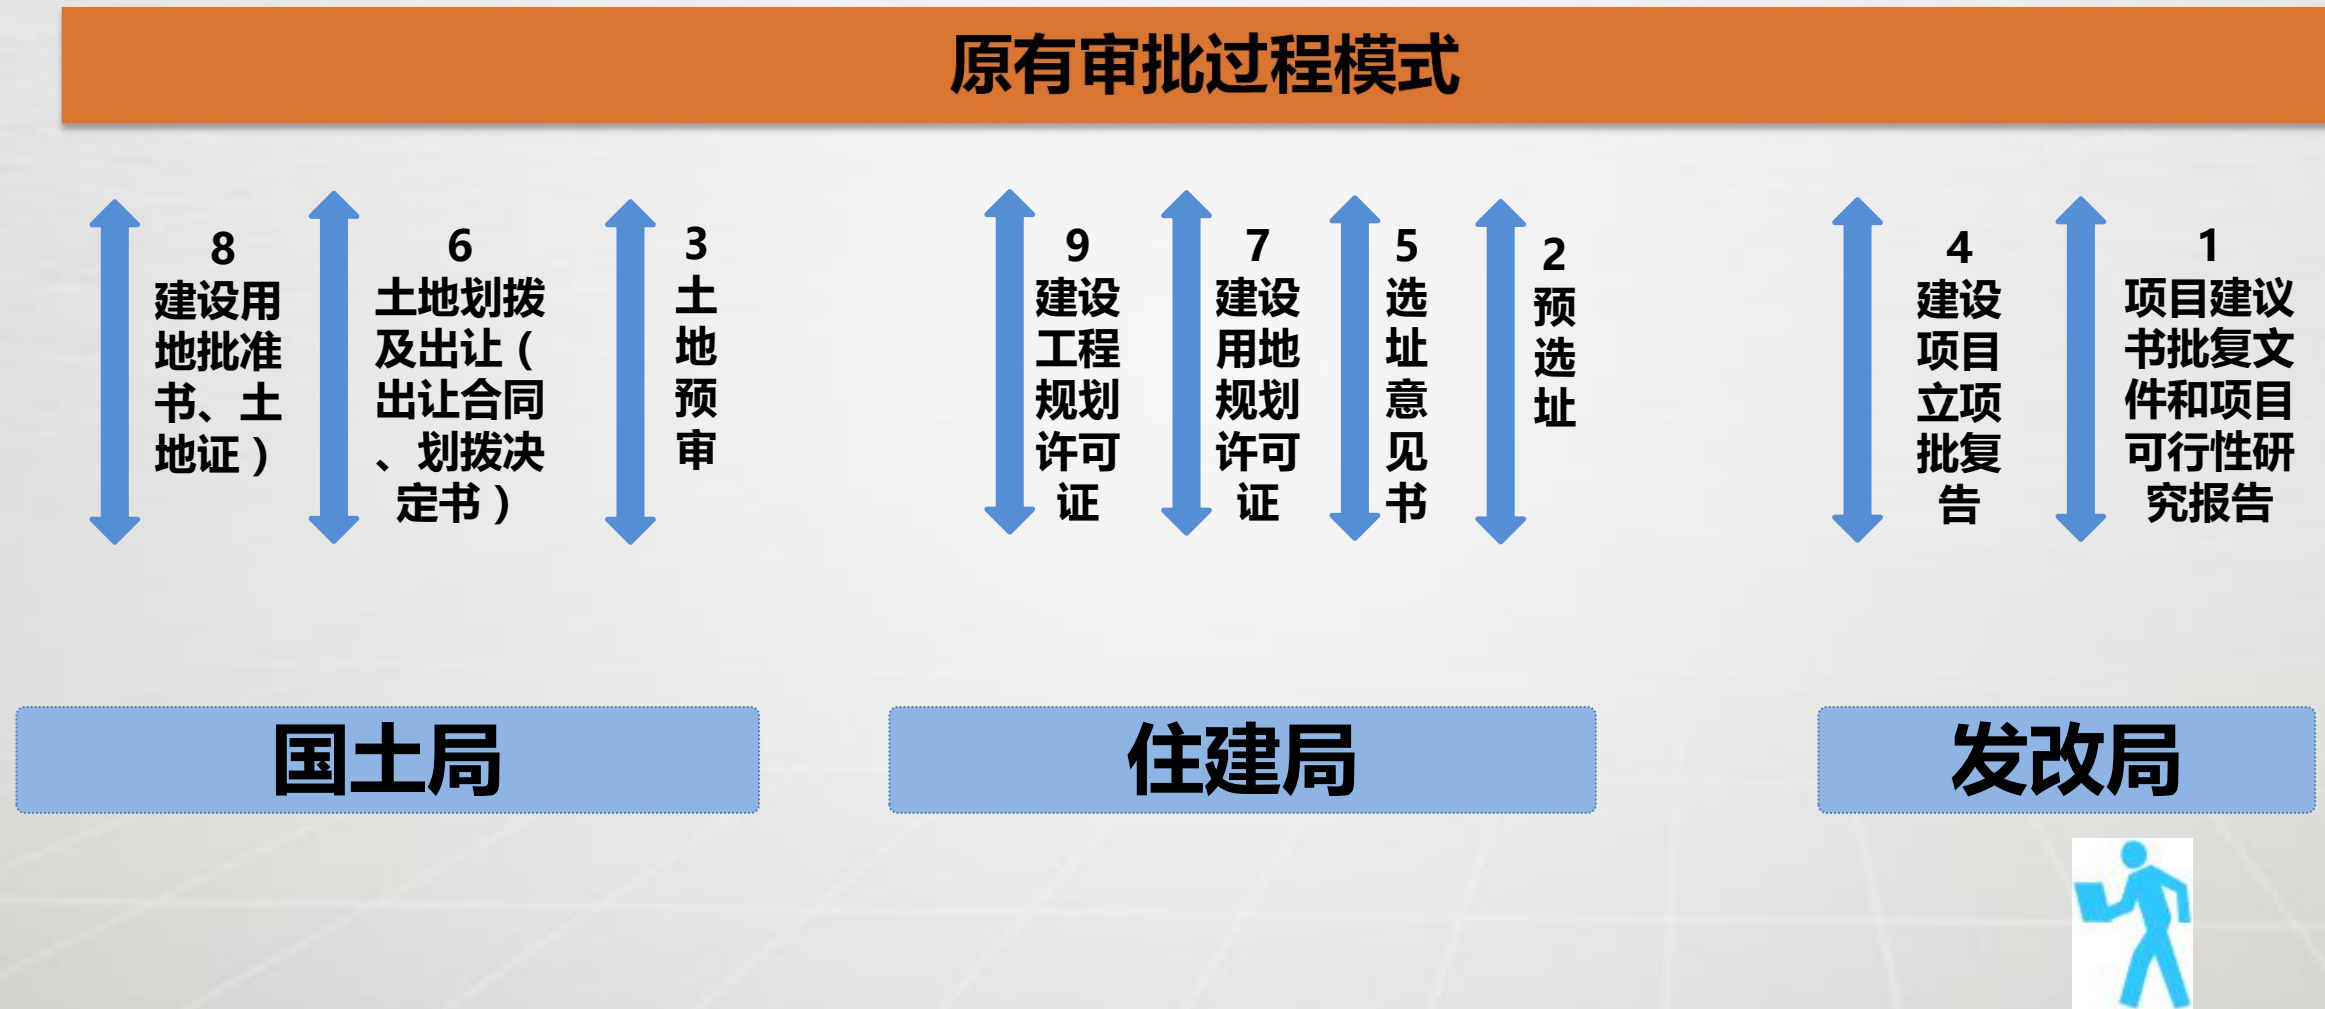 原有审批过程模式
8
建设用
地批准
书、土
地证）
6
土地划拨
及出让（
出让合同
、划拨决
定书）
3
土
地
预
审
9
建设
工程
规划
许可
证
7
建设
用地
规划
许可
证
5
选
址
意
见
书
2
预
选
址
4
建设
项目
立项
批复
告
1
项目建议
书批复文
件和项目
可行性研
究报告
国土局
住建局
发改局